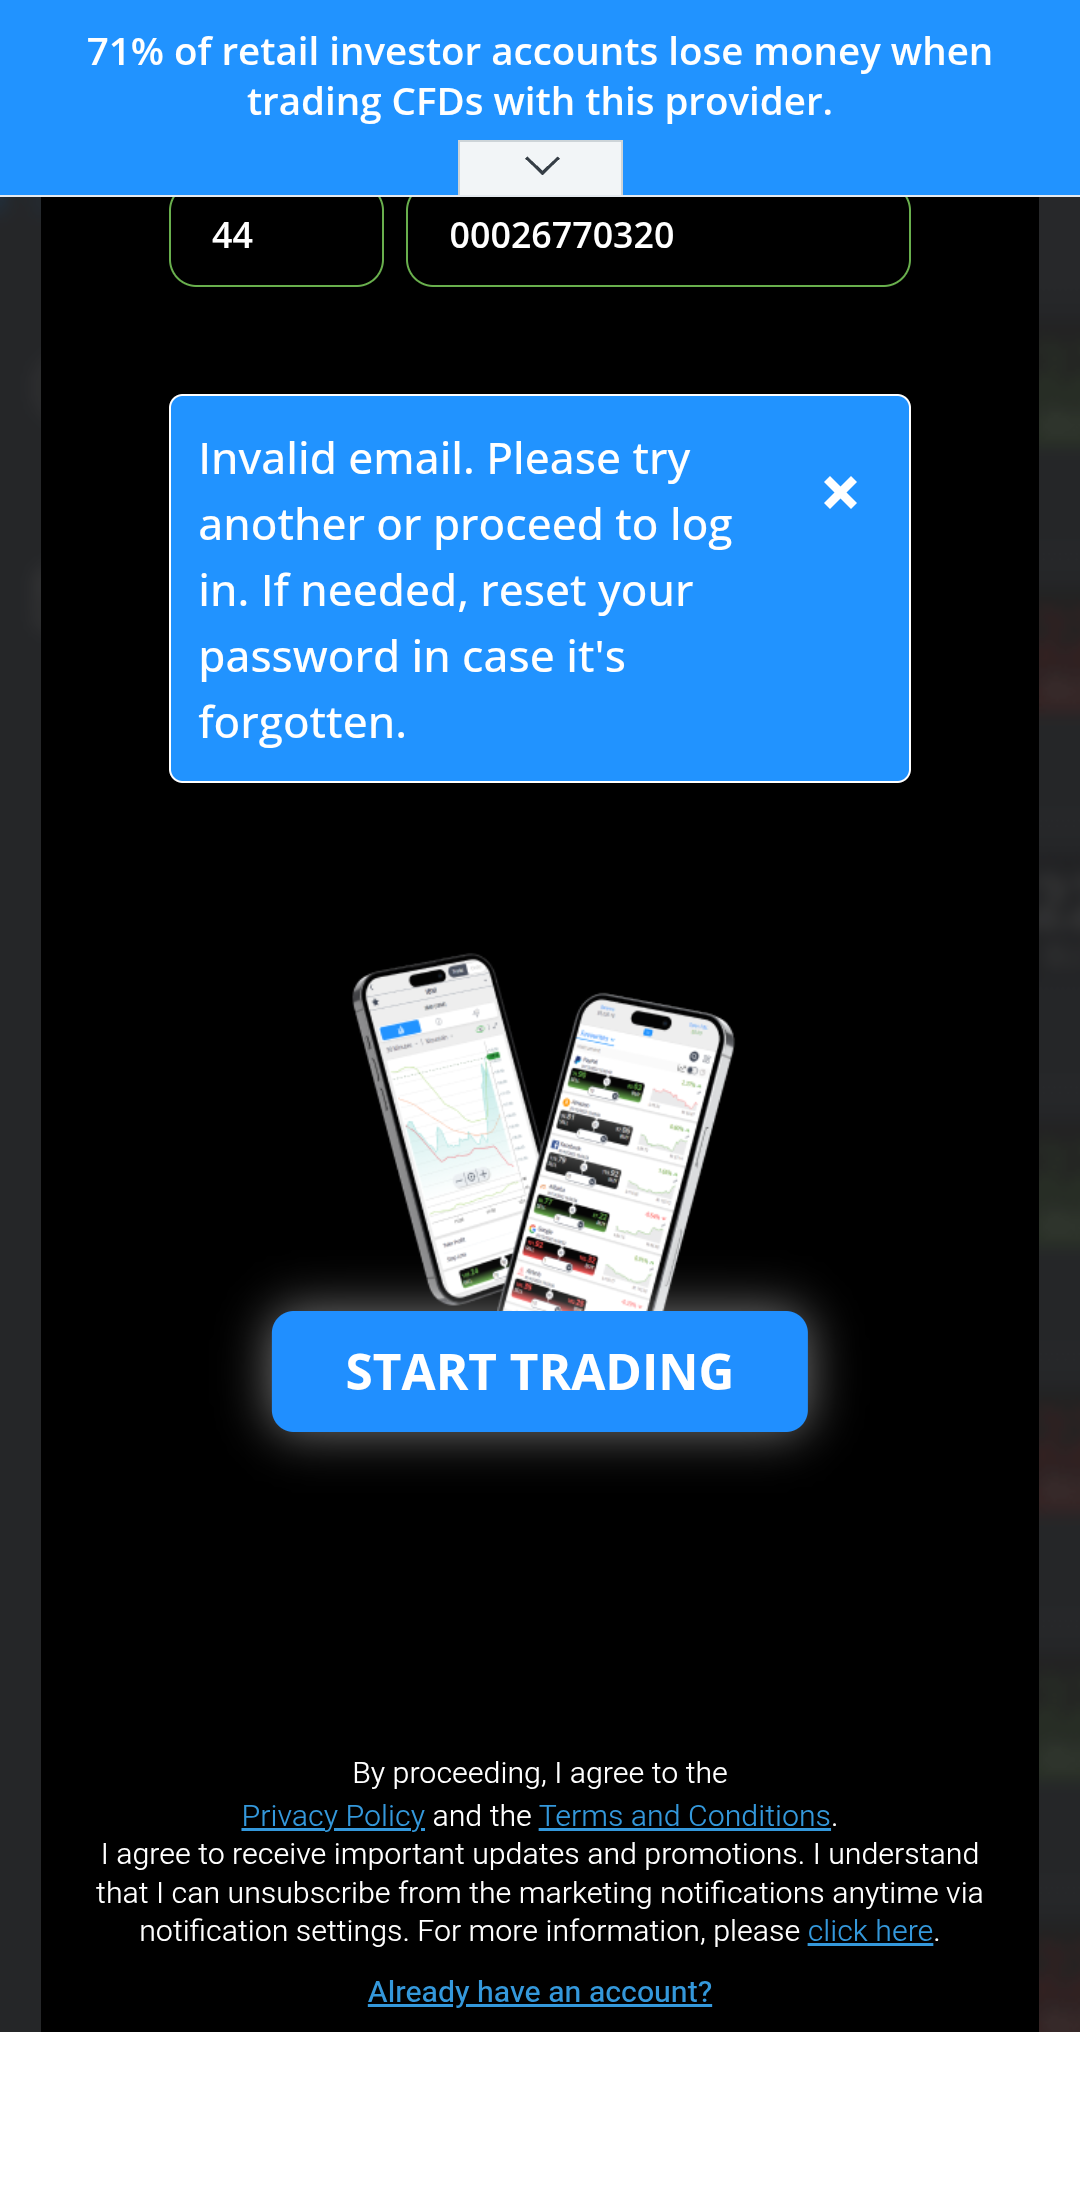 71% of retail investor accounts lose money when
trading CFDs with this provider.
44
00026770320
Invalid email. Please try
another or proceed to log
in. If needed, reset your
password in case it's
forgotten.
START TRADING
By proceeding, I agree to the
Privacy Policy and the Terms and Conditions.
I agree to receive important updates and promotions. I understand
that I can unsubscribe from the marketing notifications anytime via
notification settings. For more information, please click here.
Already have an account?